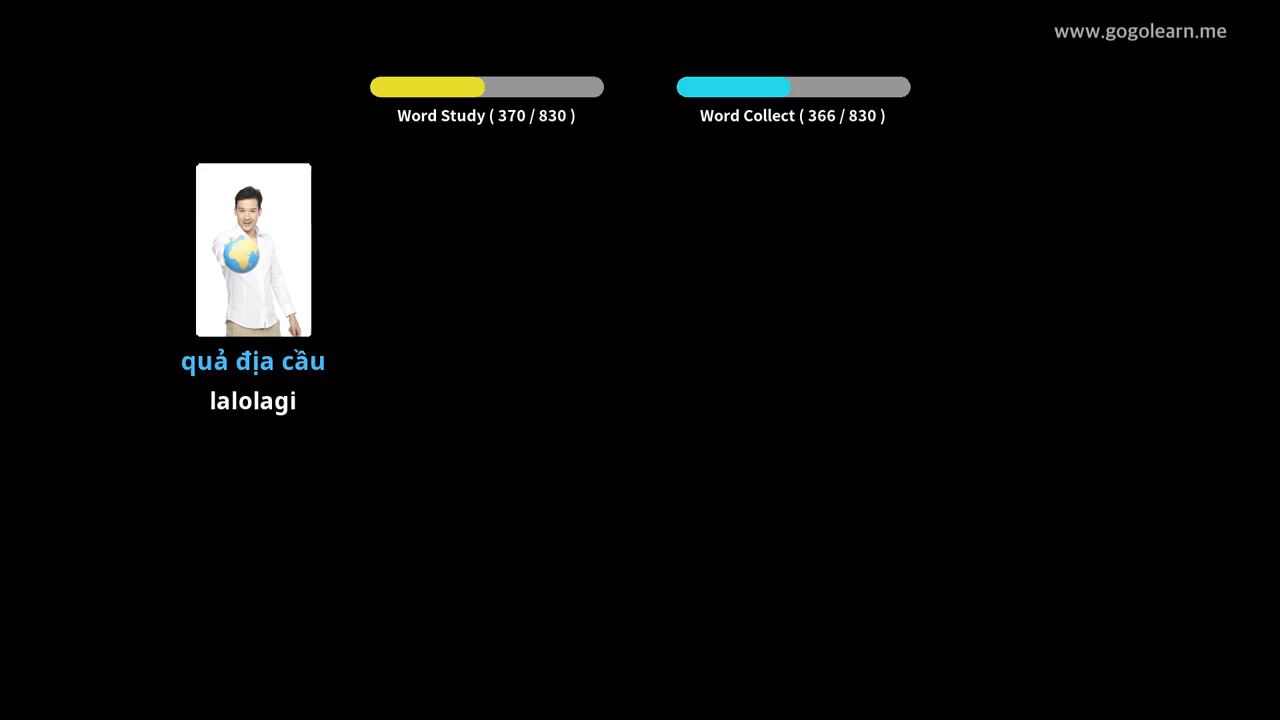 www.gogolearn.me
Word Study ( 370 / 830 )
Word Collect ( 366 / 830 )
quả địa cầu
lalolagi